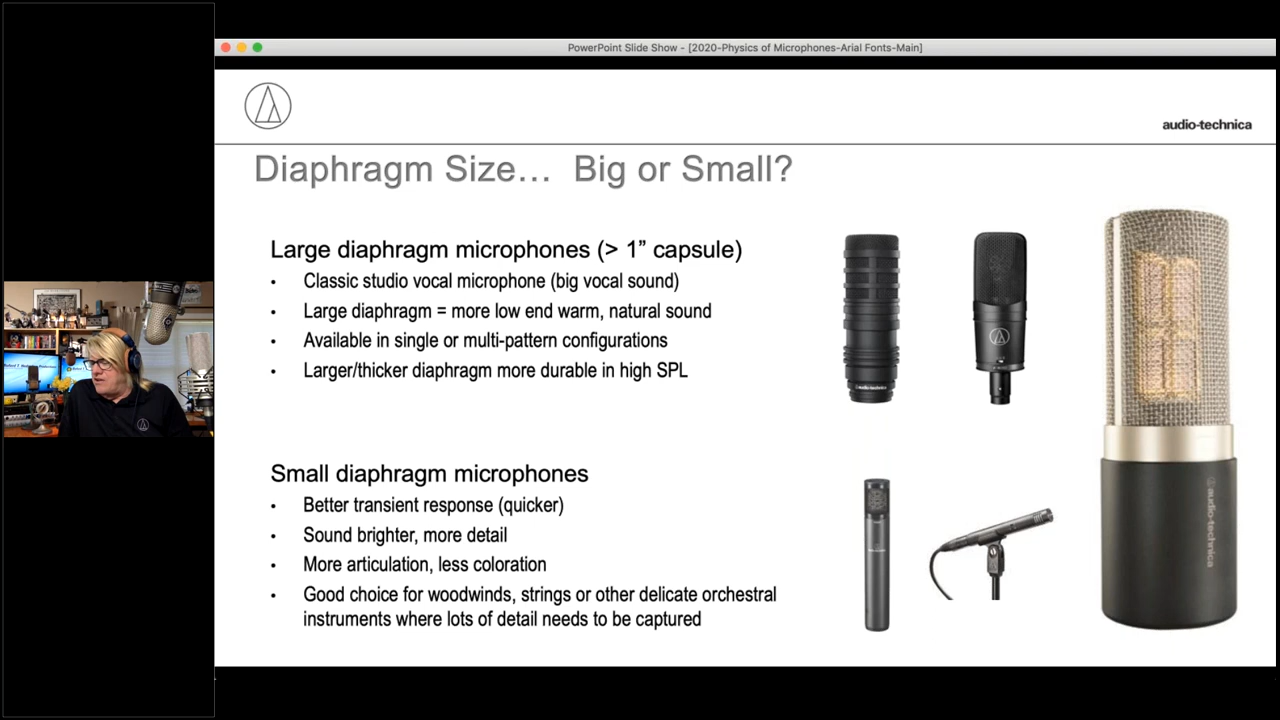 PowerPoint Slide Show - [2020-Physics of Microphones-Arial Fonts-Main]
audio-technica
Diaphragm Size… Big or Small?
Large diaphragm microphones (> 1” capsule)
• Classic studio vocal microphone (big vocal sound)
• Large diaphragm = more low end warm, natural sound
• Available in single or multi-pattern configurations
• Larger/thicker diaphragm more durable in high SPL
Small diaphragm microphones
• Better transient response (quicker)
• Sound brighter, more detail
• More articulation, less coloration
• Good choice for woodwinds, strings or other delicate orchestral
instruments where lots of detail needs to be captured
audio-technica
audio-technica